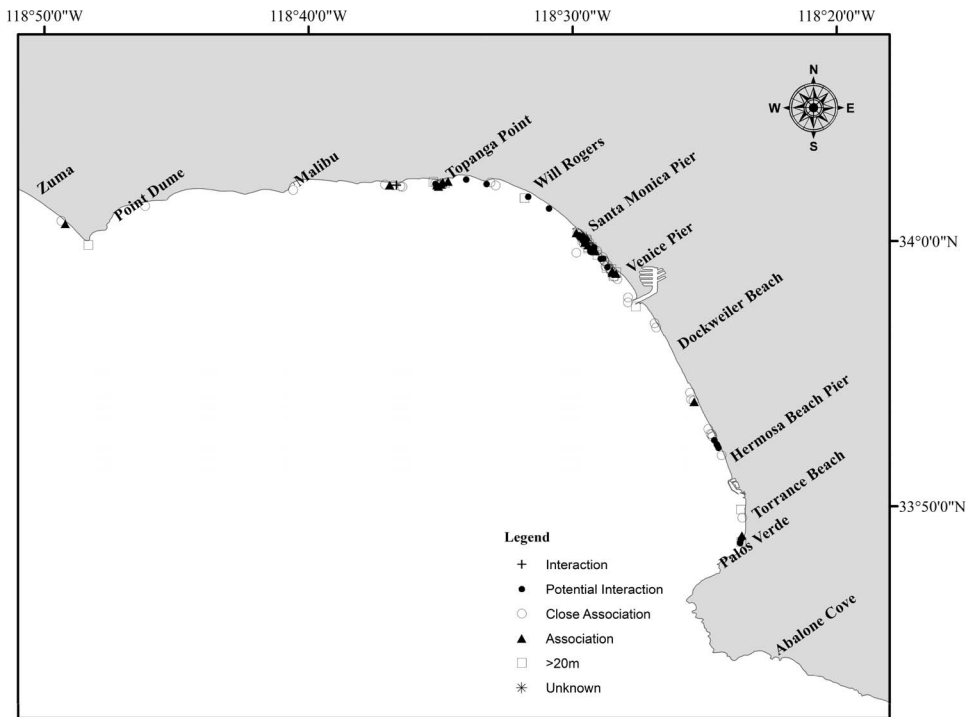 118°50'0"W 118°40'0"W 118°30'0"W 118°20'0"W
N
W E
S
Zuma
Point Dume
Malibu
Topanga Point
Will Rogers
Santa Monica Pier
Venice Pier
34°0'0"N
Dockweiler Beach
Hermosa Beach Pier
Torrance Beach
33°50'0"N
Palos Verde
Abalone Cove
Legend
Interaction
Potential Interaction
Close Association
Association
>20m
Unknown